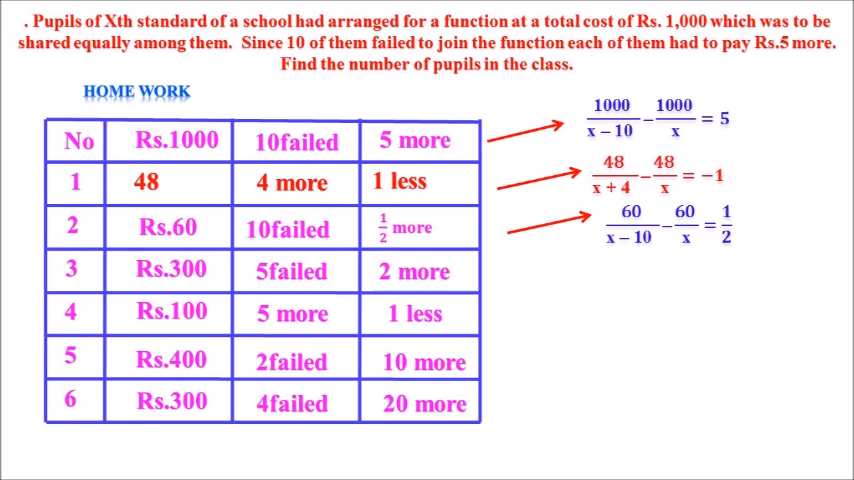 . Pupils of Xth standard of a school had arranged for a function at a total cost of Rs. 1,000 which was to be
shared equally among them. Since 10 of them failed to join the function each of them had to pay Rs.5 more.
Find the number of pupils in the class.
HOME WORK
No Rs.1000 10failed 5 more
1 48 4 more 1 less
2 Rs.60 10failed 1/2 more
3 Rs.300 5failed 2 more
4 Rs.100 5 more 1 less
5 Rs.400 2failed 10 more
6 Rs.300 4failed 20 more
1000/(x − 10) − 1000/x = 5
48/(x + 4) − 48/x = −1
60/(x − 10) − 60/x = 1/2